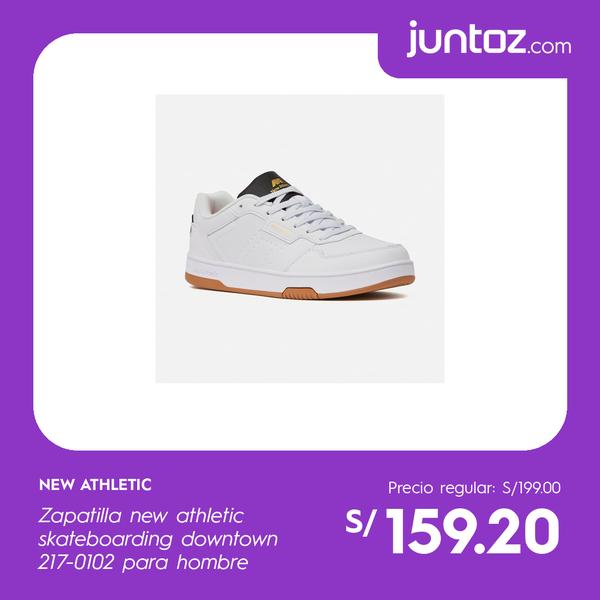 juntoz.com
NEW ATHLETIC
Zapatilla new athletic
skateboarding downtown
217-0102 para hombre
Precio regular: S/199.00
S/159.20